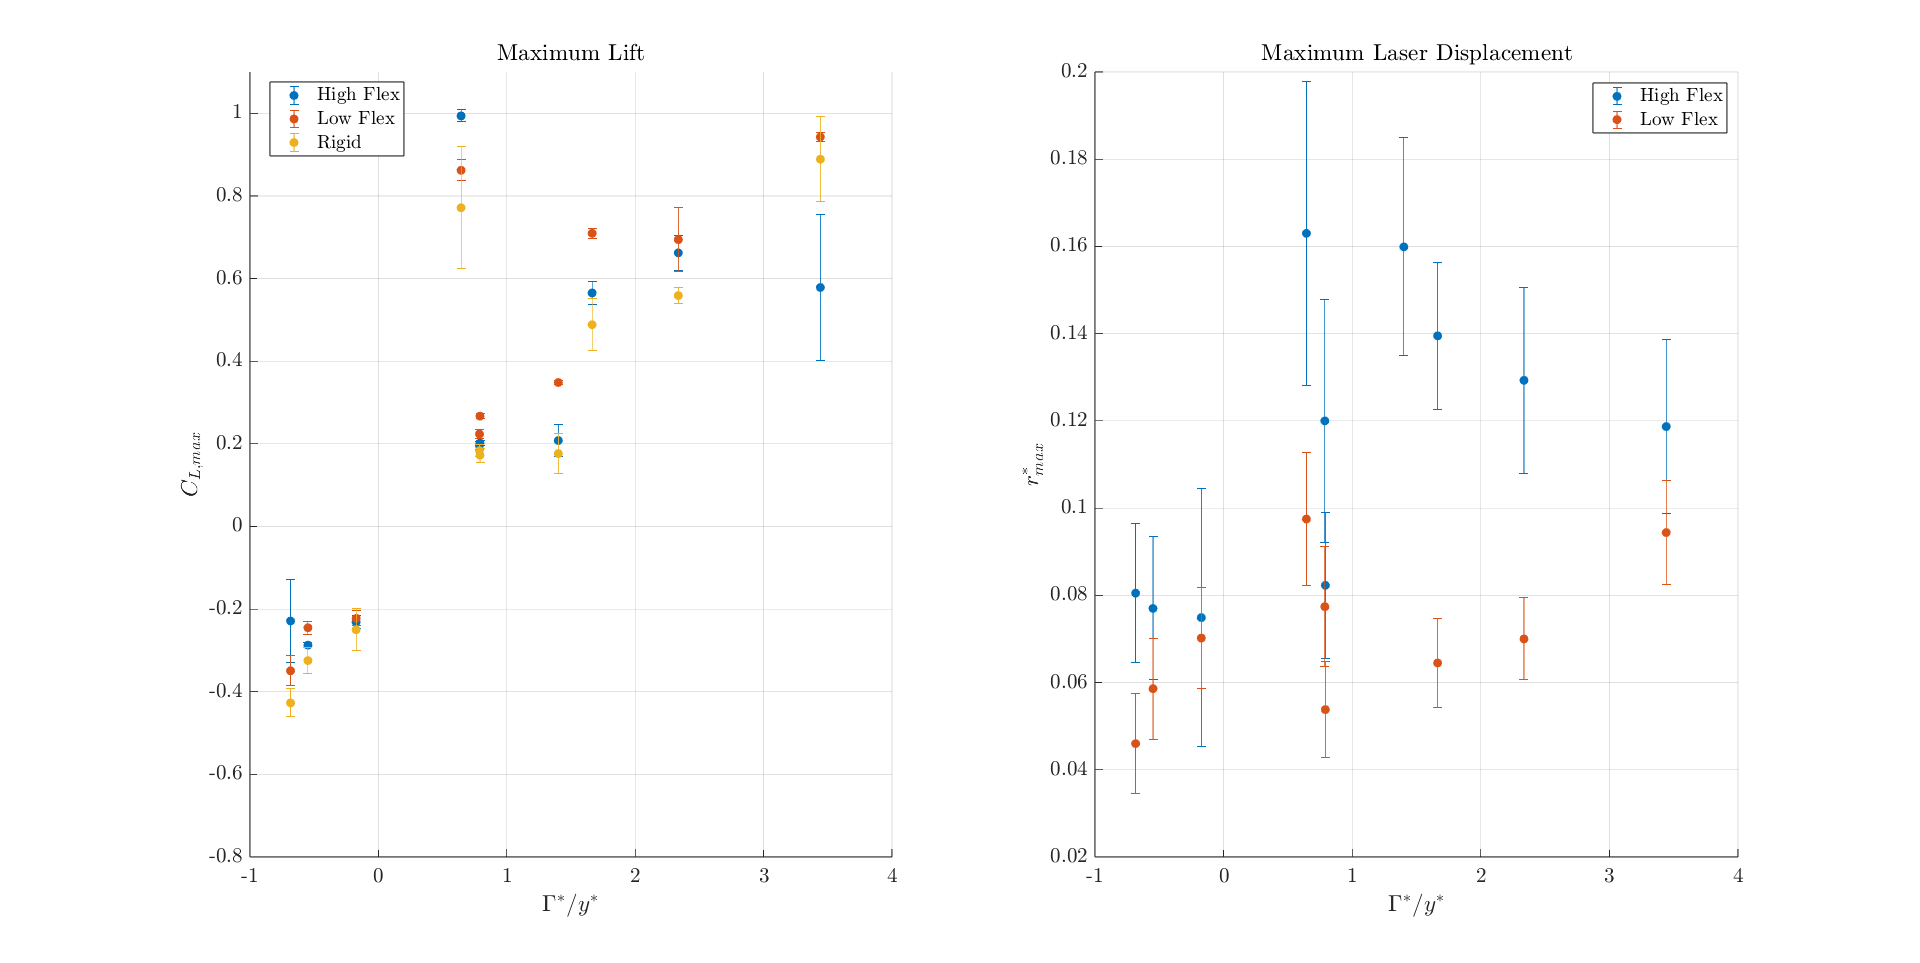 Maximum Lift
High Flex
Low Flex
Rigid
1
0.8
0.6
0.4
0.2
0
-0.2
-0.4
-0.6
-0.8
-1
0
1
2
3
4
C_{L,max}
Γ*/y*
Maximum Laser Displacement
High Flex
Low Flex
0.2
0.18
0.16
0.14
0.12
0.1
0.08
0.06
0.04
0.02
-1
0
1
2
3
4
r*_{max}
Γ*/y*